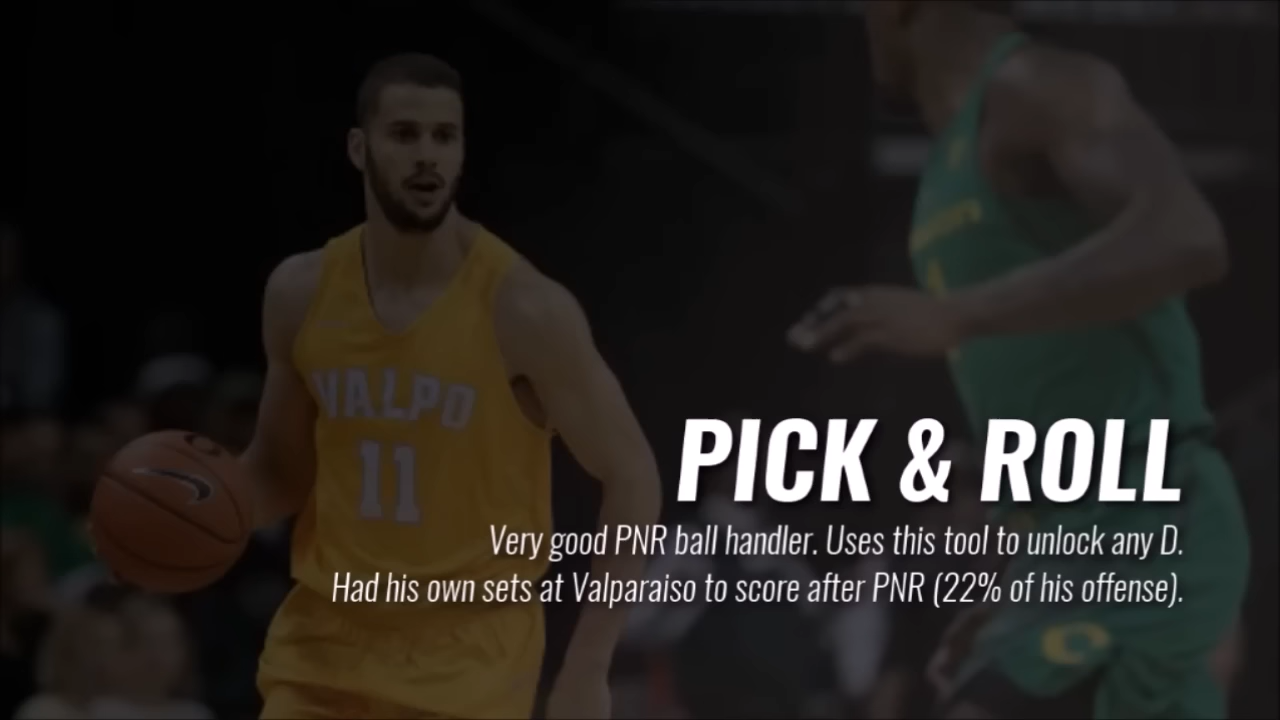 VALPO
11
PICK & ROLL
Very good PNR ball handler. Uses this tool to unlock any D.
Had his own sets at Valparaiso to score after PNR (22% of his offense).